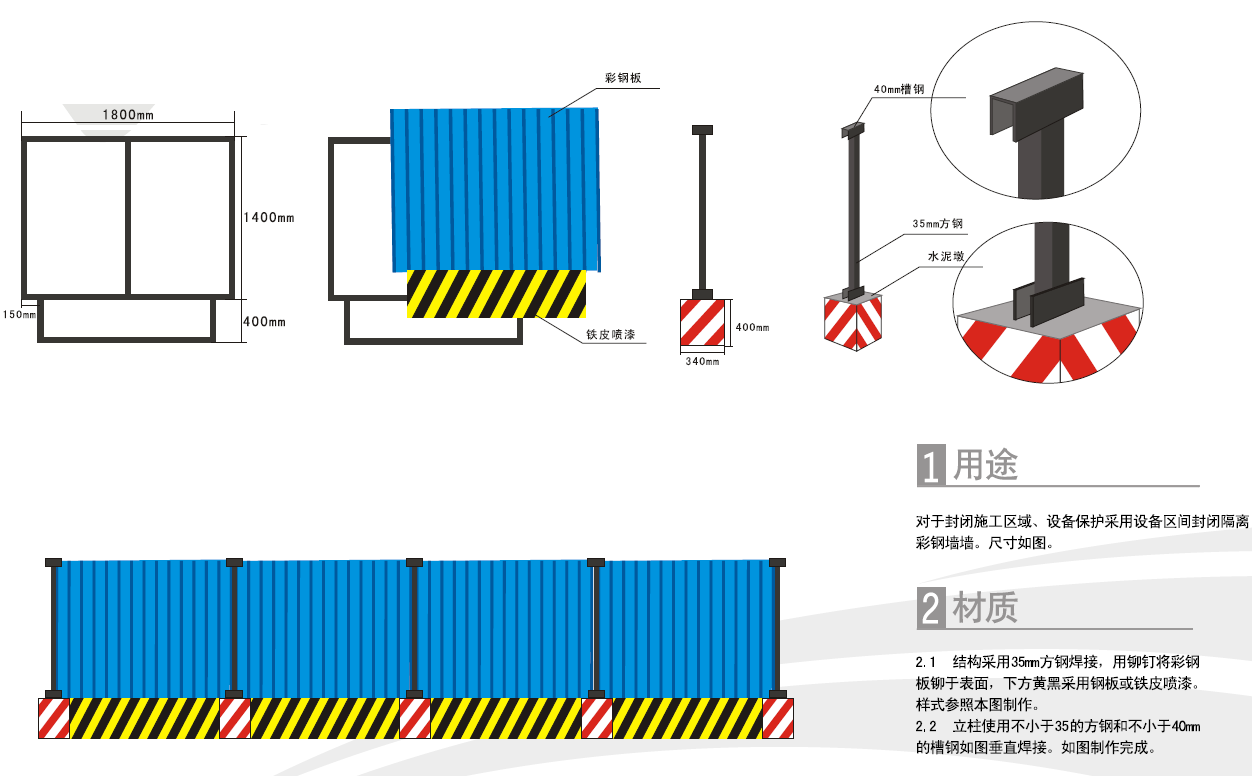 彩钢板
1800mm
40mm槽钢
1400mm
35mm方钢
水泥墩
150mm
400mm
铁皮喷漆
400mm
340mm
1 用途
对于封闭施工区域、设备保护采用设备区间封闭隔离
彩钢墙墙。尺寸如图。
2 材质
2.1 结构采用35mm方钢焊接，用铆钉将彩钢
板铆于表面，下方黄黑采用钢板或铁皮喷漆。
样式参照本图制作。
2.2 立柱使用不小于35的方钢和不小于40mm
的槽钢如图垂直焊接。如图制作完成。